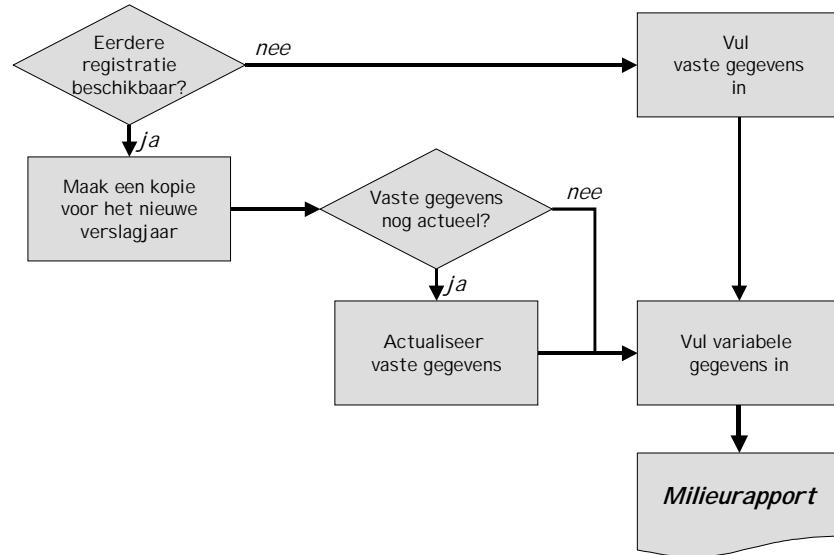 Eerdere
registratie
beschikbaar?
nee
Vul
vaste gegevens
in
ja
Maak een kopie
voor het nieuwe
verslagjaar
Vaste gegevens
nog actueel?
nee
ja
Actualiseer
vaste gegevens
Vul variabele
gegevens in
Milieurapport